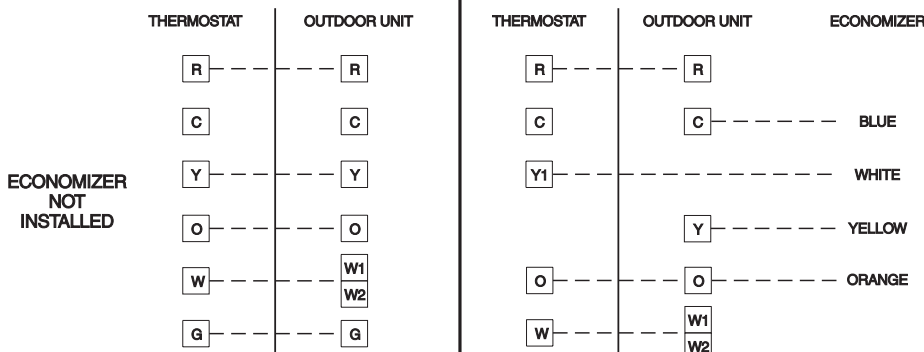 THERMOSTAT OUTDOOR UNIT
R R
C C
ECONOMIZER
NOT
INSTALLED
Y Y
O O
W W1
W2
G G
THERMOSTAT OUTDOOR UNIT ECONOMIZER
R R
C C BLUE
Y1 WHITE
Y YELLOW
O O ORANGE
W W1
W2